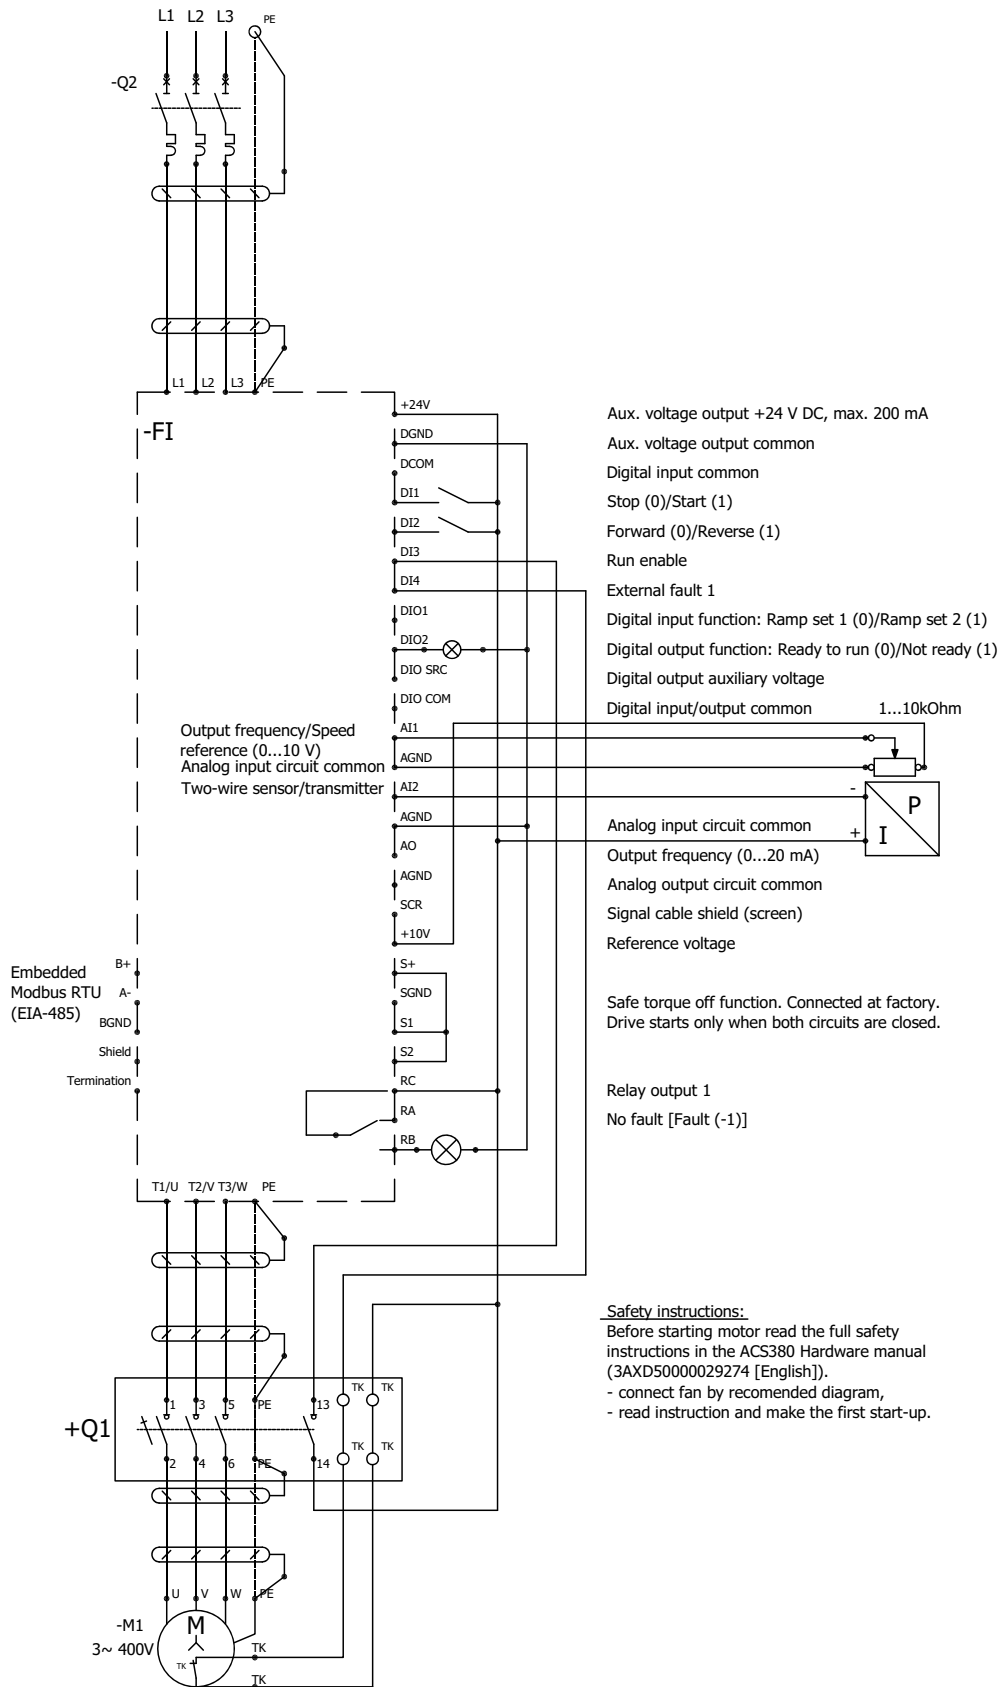 L1 L2 L3 PE
-Q2
L1 L2 L3 PE
-FI
+24V Aux. voltage output +24 V DC, max. 200 mA
DGND Aux. voltage output common
DCOM Digital input common
DI1 Stop (0)/Start (1)
DI2 Forward (0)/Reverse (1)
DI3 Run enable
DI4 External fault 1
DIO1 Digital input function: Ramp set 1 (0)/Ramp set 2 (1)
DIO2 Digital output function: Ready to run (0)/Not ready (1)
DIO SRC Digital output auxiliary voltage
DIO COM Digital input/output common 1...10kOhm
Output frequency/Speed
reference (0...10 V)
AI1
Analog input circuit common AGND
Two-wire sensor/transmitter AI2 - P
AGND Analog input circuit common + I
AO Output frequency (0...20 mA)
AGND Analog output circuit common
SCR Signal cable shield (screen)
+10V Reference voltage
Embedded
Modbus RTU
(EIA-485)
B+ S+
A- SGND Safe torque off function. Connected at factory.
BGND S1 Drive starts only when both circuits are closed.
Shield S2
Termination RC Relay output 1
RA No fault [Fault (-1)]
RB
T1/U T2/V T3/W PE
Safety instructions:
Before starting motor read the full safety
instructions in the ACS380 Hardware manual
(3AXD50000029274 [English]).
- connect fan by recomended diagram,
- read instruction and make the first start-up.
TK TK
1 3 5 PE 13
+Q1
TK TK
2 4 6 PE 14
U V W PE
-M1 M
3~ 400V
TK
TK
TK